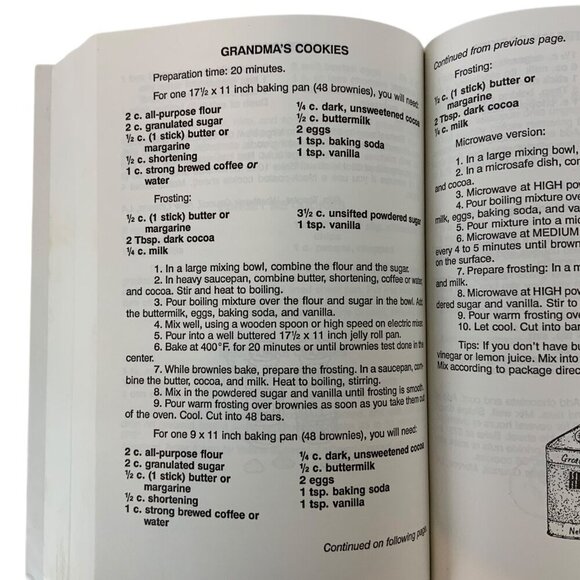 GRANDMA'S COOKIES
Preparation time: 20 minutes.
For one 17½ x 11 inch baking pan (48 brownies), you will need:
2 c. all-purpose flour
2 c. granulated sugar
½ c. (1 stick) butter or
margarine
½ c. shortening
1 c. strong brewed coffee or
water
¼ c. dark, unsweetened cocoa
½ c. buttermilk
2 eggs
1 tsp. baking soda
1 tsp. vanilla
Frosting:
½ c. (1 stick) butter or
margarine
2 Tbsp. dark cocoa
¼ c. milk
3½ c. unsifted powdered sugar
1 tsp. vanilla
1. In a large mixing bowl, combine the flour and the sugar.
2. In heavy saucepan, combine butter, shortening, coffee or water,
and cocoa. Stir and heat to boiling.
3. Pour boiling mixture over the flour and sugar in the bowl. Add
the buttermilk, eggs, baking soda, and vanilla.
4. Mix well, using a wooden spoon or high speed on electric mixer.
5. Pour into a well buttered 17½ x 11 inch jelly roll pan.
6. Bake at 400°F. for 20 minutes or until brownies test done in the
center.
7. While brownies bake, prepare the frosting. In a saucepan, com-
bine the butter, cocoa, and milk. Heat to boiling, stirring.
8. Mix in the powdered sugar and vanilla until frosting is smooth.
9. Pour warm frosting over brownies as soon as you take them out
of the oven. Cool. Cut into 48 bars.
For one 9 x 11 inch baking pan (48 brownies), you will need:
2 c. all-purpose flour
2 c. granulated sugar
½ c. (1 stick) butter or
margarine
½ c. shortening
1 c. strong brewed coffee or
water
¼ c. dark, unsweetened cocoa
½ c. buttermilk
2 eggs
1 tsp. baking soda
1 tsp. vanilla
Continued on following page.
Continued from previous page.
Frosting:
¼ c. (1 stick) butter or
margarine
2 Tbsp. dark cocoa
¼ c. milk
Microwave version:
1. In a large mixing bowl,
2. In a microsafe dish, co
and cocoa.
3. Microwave at HIGH pow
4. Pour boiling mixture ov
milk, eggs, baking soda, and va
5. Pour mixture into a mic
6. Microwave at MEDIUM
every 4 to 5 minutes until brown
on the surface.
7. Prepare frosting: In a m
and milk.
8. Microwave at HIGH pow
dered sugar and vanilla. Stir to
9. Pour warm frosting ove
10. Let cool. Cut into bar
Tips: If you don't have bu
vinegar or lemon juice. Mix into
Mix according to package direc